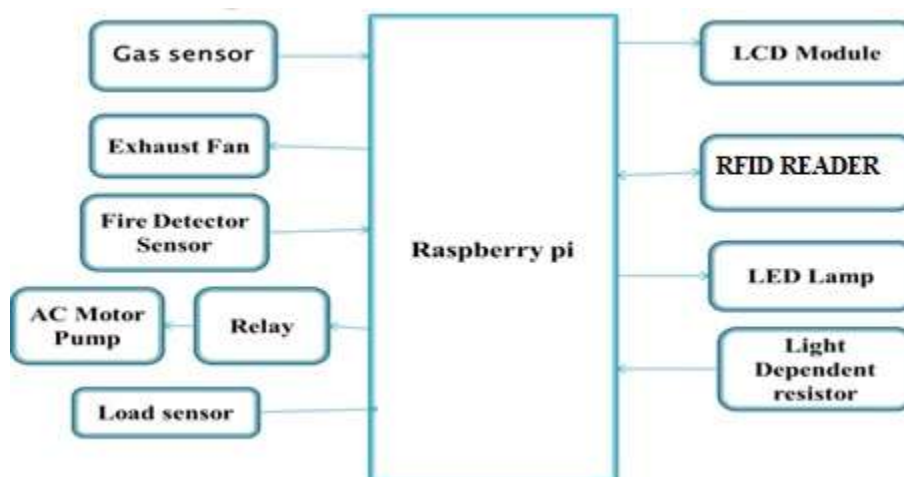 Gas sensor
Exhaust Fan
Fire Detector
Sensor
AC Motor
Pump
Relay
Load sensor
Raspberry pi
LCD Module
RFID READER
LED Lamp
Light
Dependent
resistor